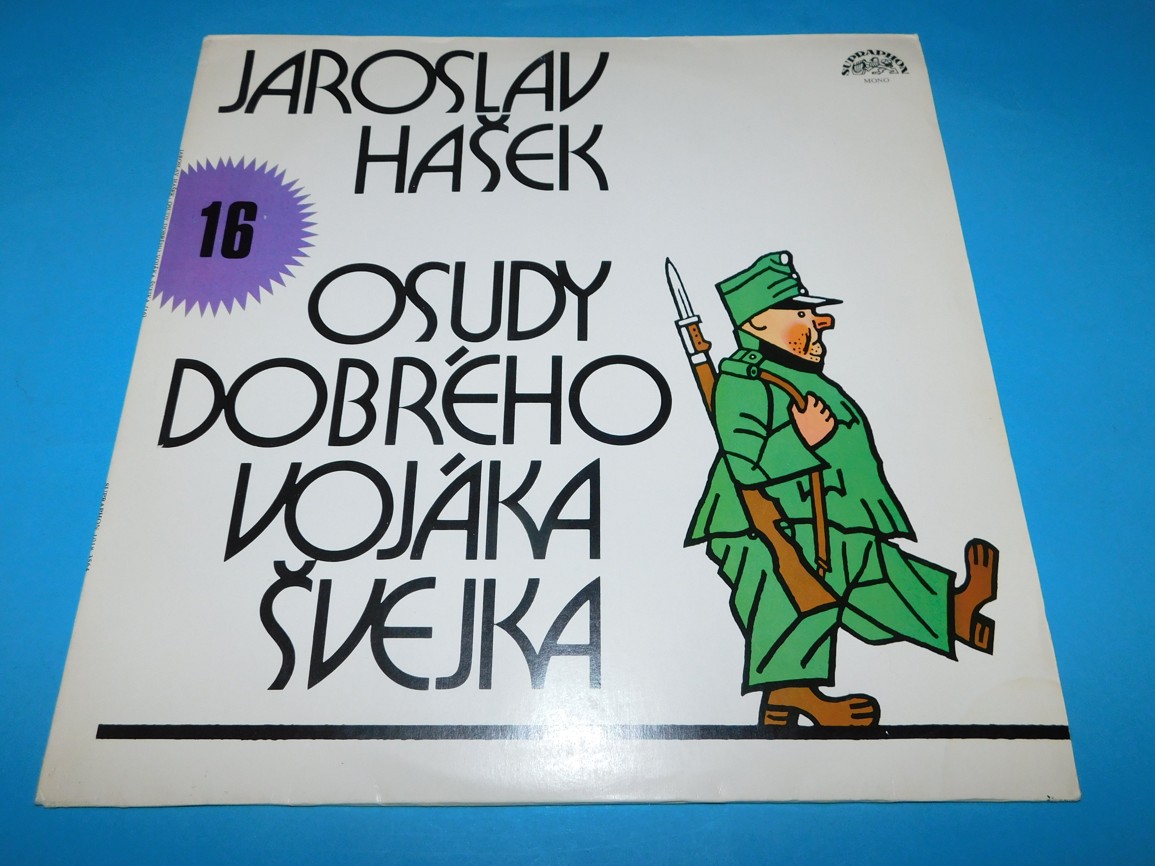 JAROSLAV
HAŠEK
SUPRAPHON
MONO
16
OSUDY
DOBRÉHO
VOJÁKA
ŠVEJKA